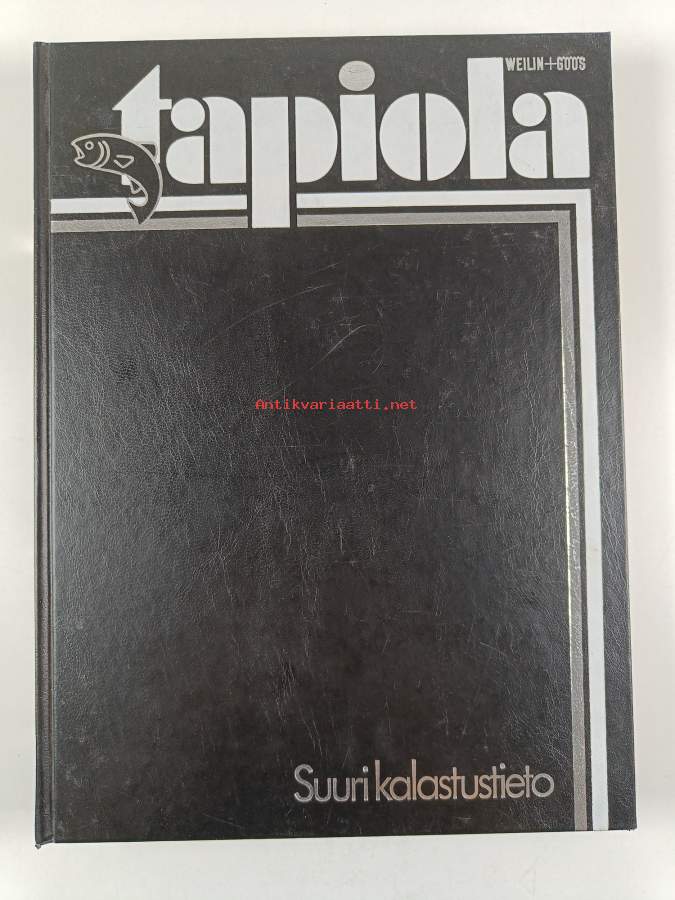 WEILIN+GÖÖS
tapiola
Antikvariaatti.net
Suuri kalastustieto